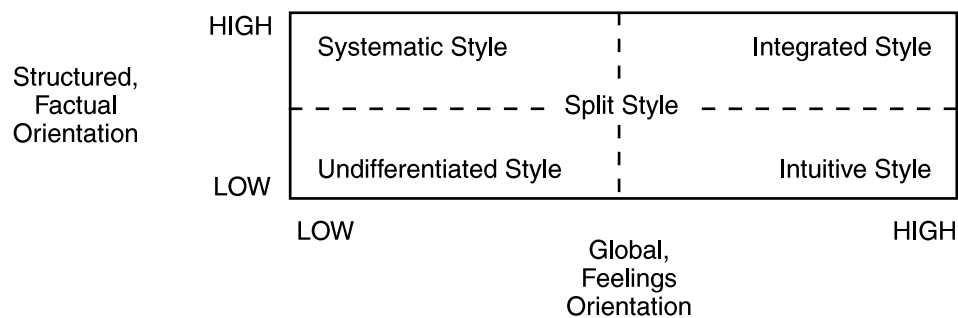 HIGH
Systematic Style
Integrated Style
Structured,
Factual
Orientation
Split Style
Undifferentiated Style
Intuitive Style
LOW
LOW
HIGH
Global,
Feelings
Orientation